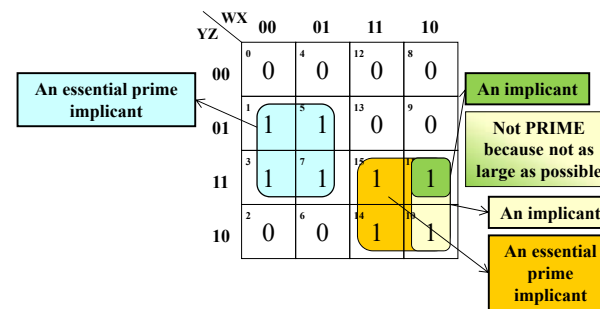 WX
YZ
00 01 11 10
0 4 12 8
00 0 0 0 0
An essential prime
implicant
An implicant
1 5 13 9
01 1 1 0 0
Not PRIME
because not as
large as possible
3 7 15
11 1 1 1 1
An implicant
2 6 14
10 0 0 1 1
An essential
prime
implicant